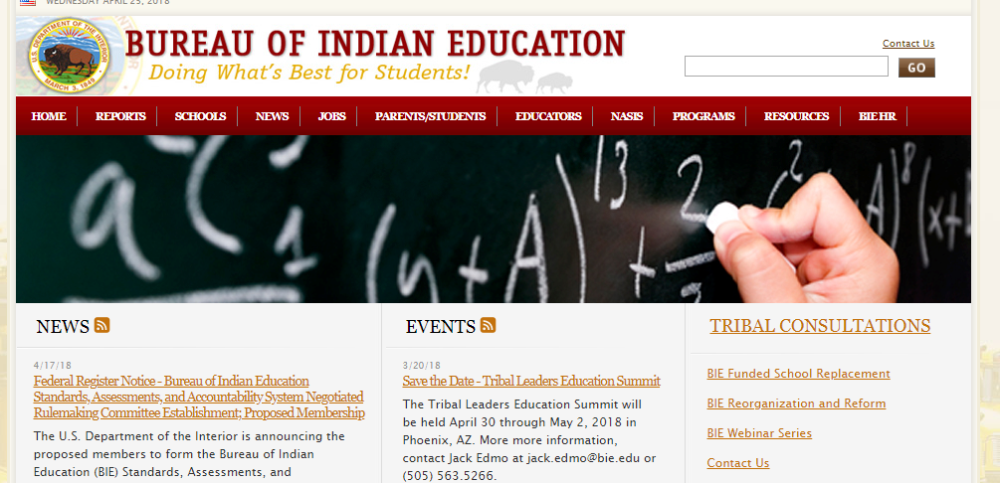 WEDNESDAY APRIL 25, 2018
U.S. DEPARTMENT OF THE INTERIOR
MARCH 3, 1849
BUREAU OF INDIAN EDUCATION
Doing What's Best for Students!
Contact Us
GO
HOME REPORTS SCHOOLS NEWS JOBS PARENTS/STUDENTS EDUCATORS NASIS PROGRAMS RESOURCES BIE HR
(y+A)13 2
NEWS
4/17/18
Federal Register Notice - Bureau of Indian Education
Standards, Assessments, and Accountability System Negotiated
Rulemaking Committee Establishment; Proposed Membership
The U.S. Department of the Interior is announcing the
proposed members to form the Bureau of Indian
Education (BIE) Standards, Assessments, and
EVENTS
3/20/18
Save the Date - Tribal Leaders Education Summit
The Tribal Leaders Education Summit will
be held April 30 through May 2, 2018 in
Phoenix, AZ. More more information,
contact Jack Edmo at jack.edmo@bie.edu or
(505) 563.5266.
TRIBAL CONSULTATIONS
BIE Funded School Replacement
BIE Reorganization and Reform
BIE Webinar Series
Contact Us